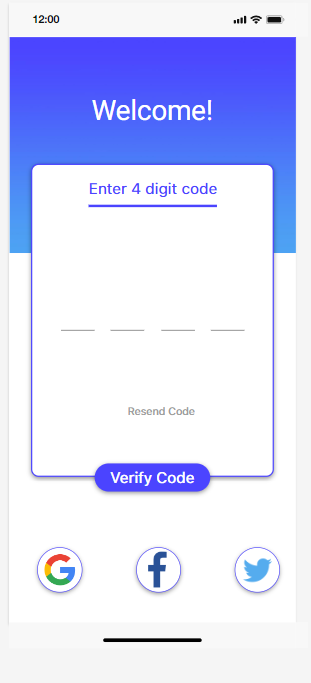 12:00
Welcome!
Enter 4 digit code
Resend Code
Verify Code